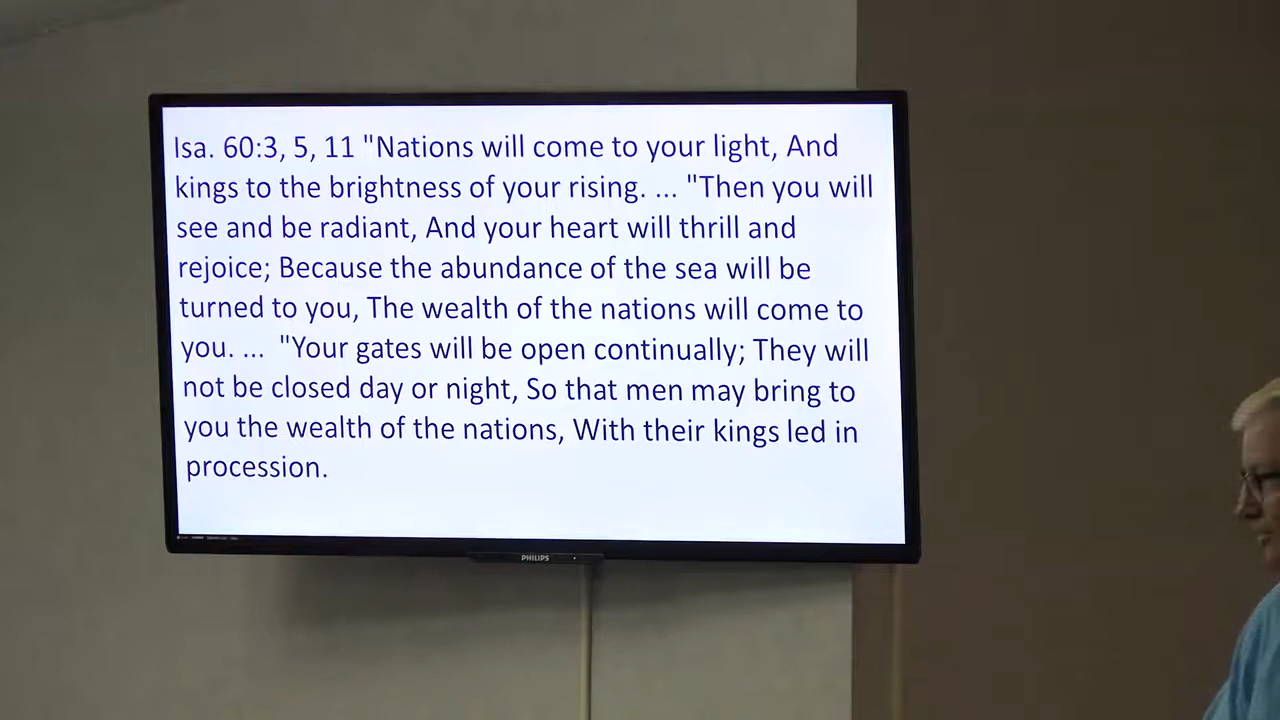 Isa. 60:3, 5, 11 "Nations will come to your light, And
kings to the brightness of your rising. ... "Then you will
see and be radiant, And your heart will thrill and
rejoice; Because the abundance of the sea will be
turned to you, The wealth of the nations will come to
you. ...  "Your gates will be open continually; They will
not be closed day or night, So that men may bring to
you the wealth of the nations, With their kings led in
procession.
PHILIPS